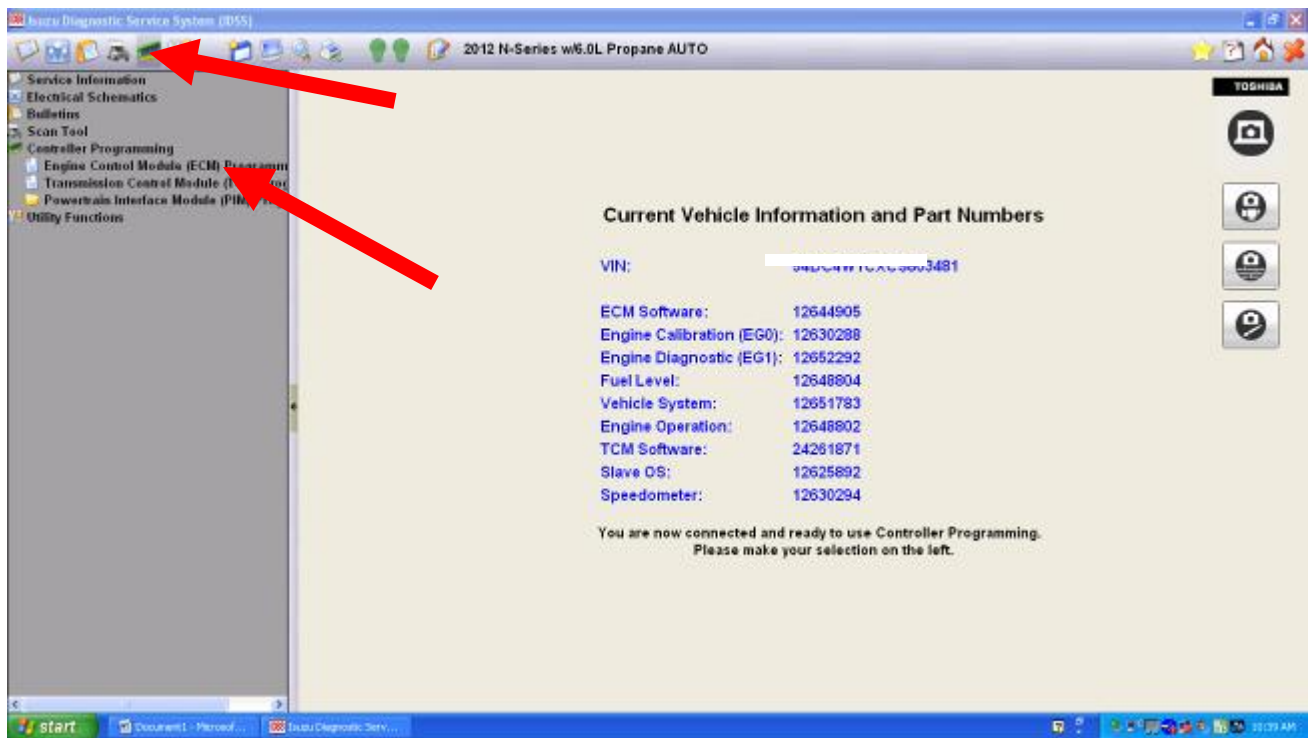 Isuzu Diagnostic Service System (IDSS)
2012 N-Series w/6.0L Propane AUTO
Service Information
Electrical Schematics
Bulletins
Scan Tool
Controller Programming
Engine Control Module (ECM) Programm
Transmission Control Module
Powertrain Interface Module (PIM)
Utility Functions
TOSHIBA
Current Vehicle Information and Part Numbers
VIN: 3481
ECM Software: 12644905
Engine Calibration (EG0): 12630288
Engine Diagnostic (EG1): 12652292
Fuel Level: 12648804
Vehicle System: 12651783
Engine Operation: 12648802
TCM Software: 24261871
Slave OS: 12625892
Speedometer: 12630294
You are now connected and ready to use Controller Programming.
Please make your selection on the left.
start
Document1 - Microsof...
Isuzu Diagnostic Serv...
10:39 AM